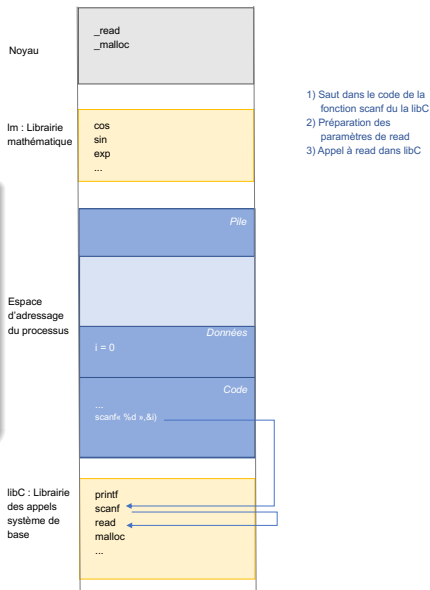 Noyau
_read
_malloc
1) Saut dans le code de la
fonction scanf du la libC
2) Préparation des
paramètres de read
3) Appel à read dans libC
lm : Librairie
mathématique
cos
sin
exp
...
Pile
Espace
d'adressage
du processus
Données
i = 0
Code
...
scanf« %d »,&i)
libC : Librairie
des appels
système de
base
printf
scanf
read
malloc
...